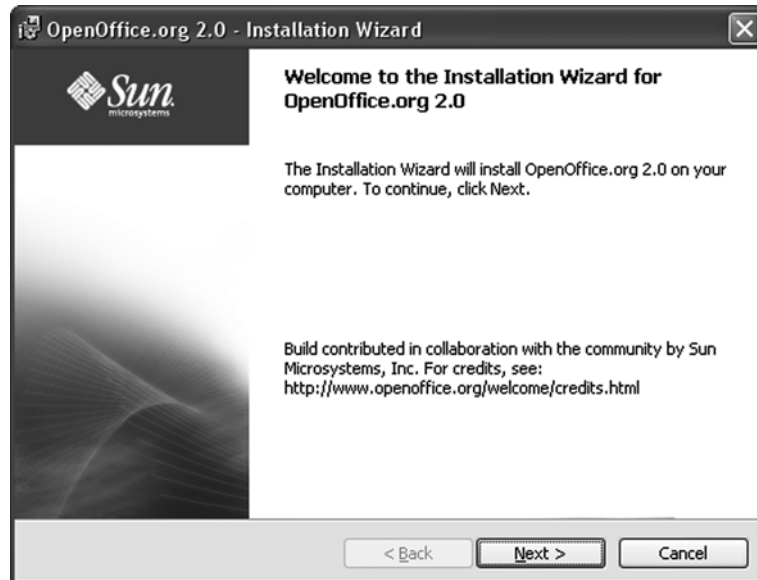 OpenOffice.org 2.0 - Installation Wizard
Sun
microsystems
Welcome to the Installation Wizard for
OpenOffice.org 2.0
The Installation Wizard will install OpenOffice.org 2.0 on your
computer. To continue, click Next.
Build contributed in collaboration with the community by Sun
Microsystems, Inc. For credits, see:
http://www.openoffice.org/welcome/credits.html
< Back
Next >
Cancel